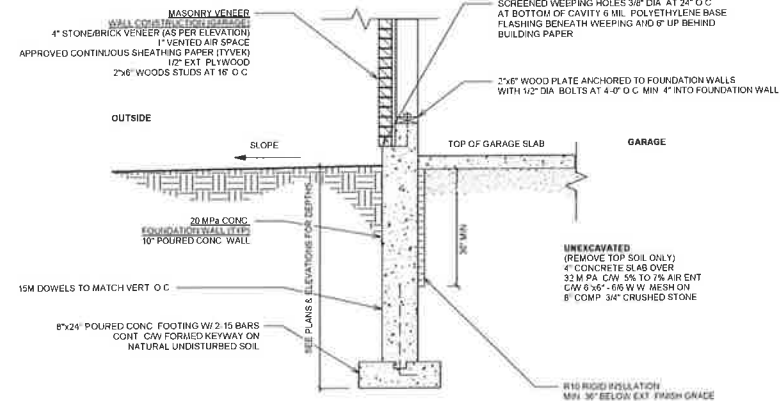 MASONRY VENEER
WALL CONSTRUCTION (GARAGE)
4" STONE/BRICK VENEER (AS PER ELEVATION)
1" VENTED AIR SPACE
APPROVED CONTINUOUS SHEATHING PAPER (TYVEK)
1/2" EXT PLYWOOD
2"x6" WOODS STUDS AT 16" O C
SCREENED WEEPING HOLES 3/8" DIA AT 24" O C
AT BOTTOM OF CAVITY 6 MIL POLYETHYLENE BASE
FLASHING BENEATH WEEPING AND 6" UP BEHIND
BUILDING PAPER
2"x6" WOOD PLATE ANCHORED TO FOUNDATION WALLS
WITH 1/2" DIA BOLTS AT 4'-0" O C MIN 4" INTO FOUNDATION WALL
OUTSIDE
GARAGE
SLOPE
TOP OF GARAGE SLAB
20 MPa CONC
FOUNDATION WALL (TYP)
10" POURED CONC WALL
SEE PLANS & ELEVATIONS FOR DEPTHS
36" MIN
UNEXCAVATED
(REMOVE TOP SOIL ONLY)
4" CONCRETE SLAB OVER
32 M PA C/W 5% TO 7% AIR ENT
C/W 6"x6" - 6/6 W W MESH ON
8" COMP 3/4" CRUSHED STONE
15M DOWELS TO MATCH VERT O C
8"x24" POURED CONC FOOTING W/ 2-15 BARS
CONT C/W FORMED KEYWAY ON
NATURAL UNDISTURBED SOIL
R10 RIGID INSULATION
MIN 36" BELOW EXT FINISH GRADE